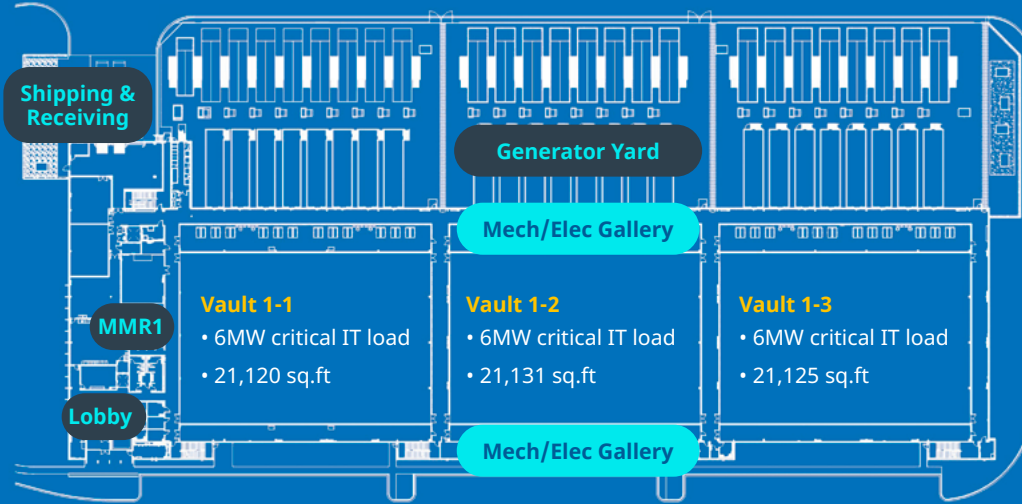 Shipping &
Receiving
Generator Yard
Mech/Elec Gallery
Vault 1-1
• 6MW critical IT load
• 21,120 sq.ft
Vault 1-2
• 6MW critical IT load
• 21,131 sq.ft
Vault 1-3
• 6MW critical IT load
• 21,125 sq.ft
MMR1
Lobby
Mech/Elec Gallery